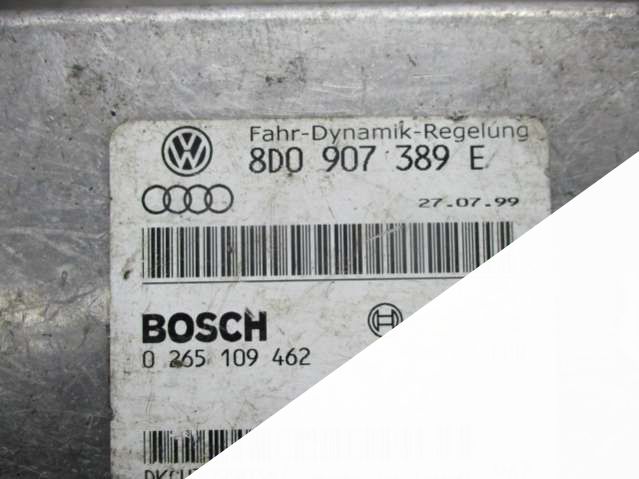 Fahr-Dynamik-Regelung
8D0 907 389 E
27.07.99
BOSCH
0 265 109 462